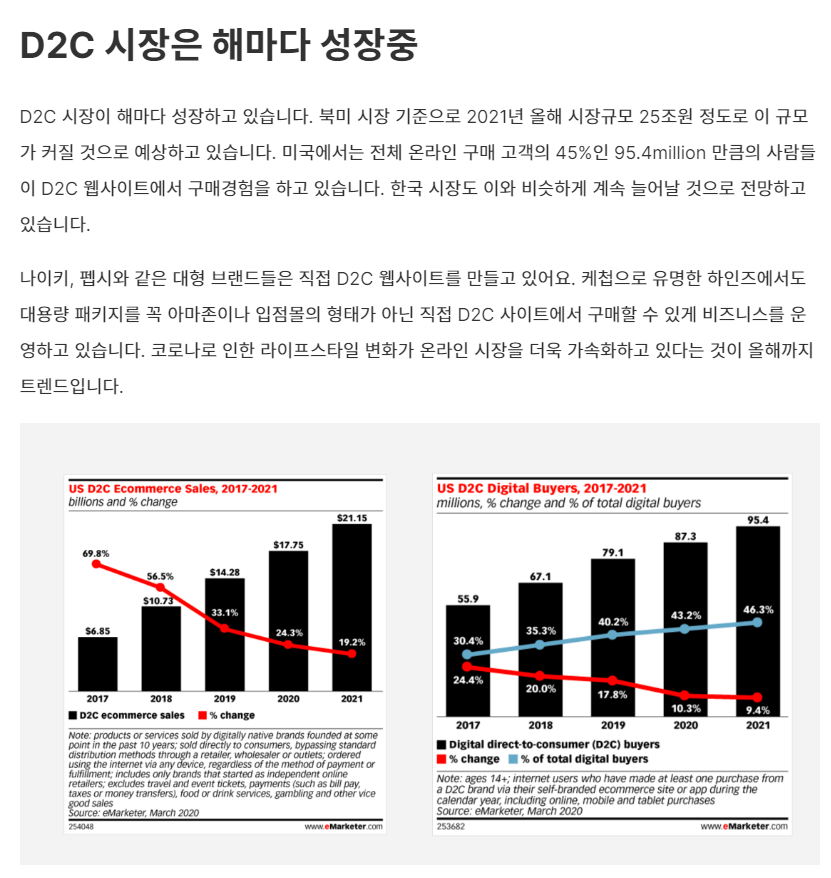 D2C 시장은 해마다 성장중
D2C 시장이 해마다 성장하고 있습니다. 북미 시장 기준으로 2021년 올해 시장규모 25조원 정도로 이 규모
가 커질 것으로 예상하고 있습니다. 미국에서는 전체 온라인 구매 고객의 45%인 95.4million 만큼의 사람들
이 D2C 웹사이트에서 구매경험을 하고 있습니다. 한국 시장도 이와 비슷하게 계속 늘어날 것으로 전망하고
있습니다.
나이키, 펩시와 같은 대형 브랜드들은 직접 D2C 웹사이트를 만들고 있어요. 케첩으로 유명한 하인즈에서도
대용량 패키지를 꼭 아마존이나 입점몰의 형태가 아닌 직접 D2C 사이트에서 구매할 수 있게 비즈니스를 운
영하고 있습니다. 코로나로 인한 라이프스타일 변화가 온라인 시장을 더욱 가속화하고 있다는 것이 올해까지
트렌드입니다.
US D2C Ecommerce Sales, 2017-2021
billions and % change
$21.15
$17.75
$14.28
$10.73
$6.85
69.8%
56.5%
33.1%
24.3%
19.2%
2017 2018 2019 2020 2021
D2C ecommerce sales % change
Note: products or services sold by digitally native brands founded at some
point in the past 10 years; sold directly to consumers, bypassing standard
distribution methods through a retailer, wholesaler or outlets; ordered
using the internet via any device, regardless of the method of payment or
fulfillment; includes only brands that started as independent online
retailers; excludes travel and event tickets, payments (such as bill pay,
taxes or money transfers), food or drink services, gambling and other vice
good sales
Source: eMarketer, March 2020
254048 www.eMarketer.com
US D2C Digital Buyers, 2017-2021
millions, % change and % of total digital buyers
95.4
87.3
79.1
67.1
55.9
30.4% 35.3% 40.2% 43.2% 46.3%
24.4% 20.0% 17.8% 10.3% 9.4%
2017 2018 2019 2020 2021
Digital direct-to-consumer (D2C) buyers
% change % of total digital buyers
Note: ages 14+; internet users who have made at least one purchase from
a D2C brand via their self-branded ecommerce site or app during the
calendar year, including online, mobile and tablet purchases
Source: eMarketer, March 2020
253682 www.eMarketer.com